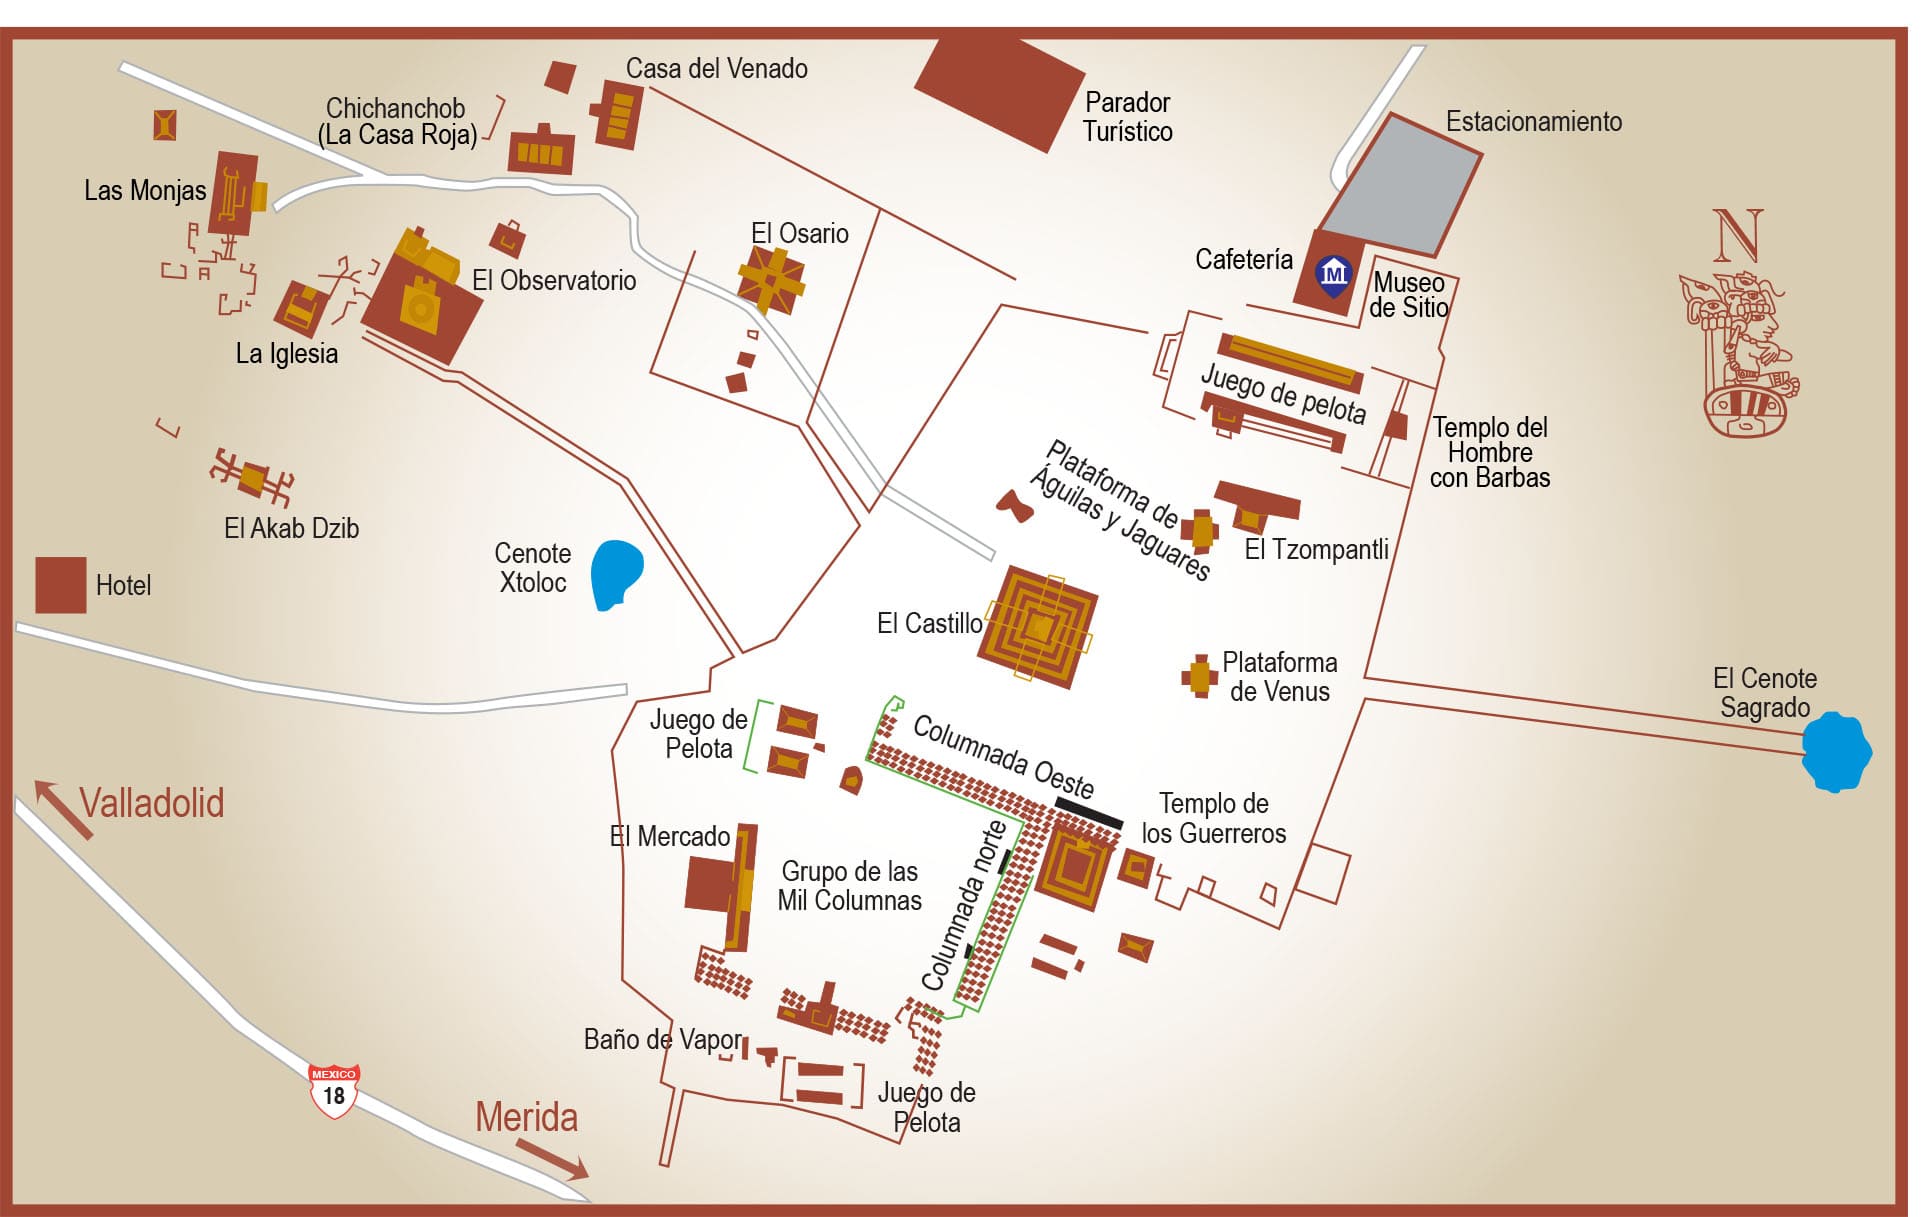 Casa del Venado
Chichanchob
(La Casa Roja)
Parador
Turístico
Estacionamiento
Las Monjas
El Osario
El Observatorio
Cafetería
M
Museo
de Sitio
N
La Iglesia
Juego de pelota
Templo del
Hombre
con Barbas
Plataforma de
Águilas y Jaguares
El Akab Dzib
El Tzompantli
Cenote
Xtoloc
Hotel
El Castillo
Plataforma
de Venus
El Cenote
Sagrado
Juego de
Pelota
Columnada Oeste
Valladolid
Templo de
los Guerreros
El Mercado
Grupo de las
Mil Columnas
Columnada norte
Baño de Vapor
MEXICO
18
Merida
Juego de
Pelota